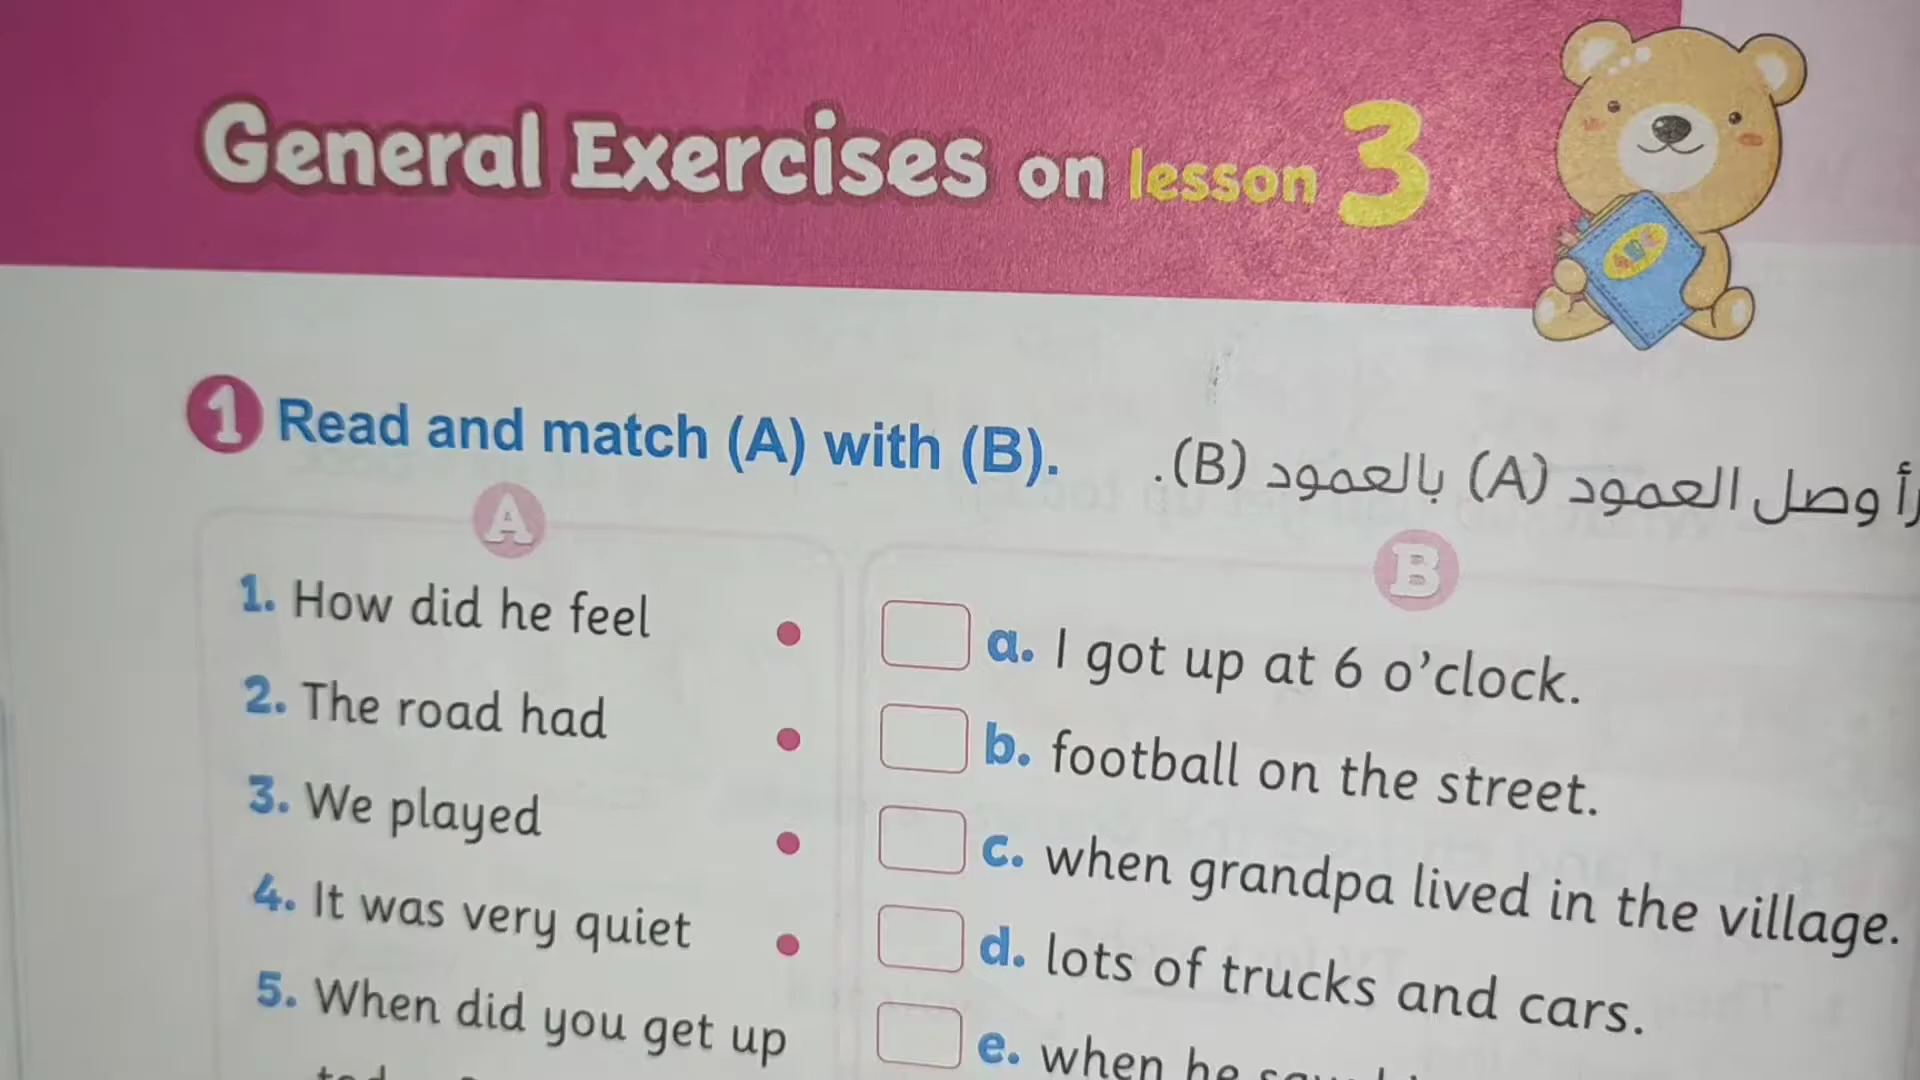 General Exercises on lesson 3
1 Read and match (A) with (B).
وصل العمود (A) بالعمود (B).
A
1. How did he feel
2. The road had
3. We played
4. It was very quiet
5. When did you get up
B
a. I got up at 6 o'clock.
b. football on the street.
c. when grandpa lived in the village.
d. lots of trucks and cars.
e. when he